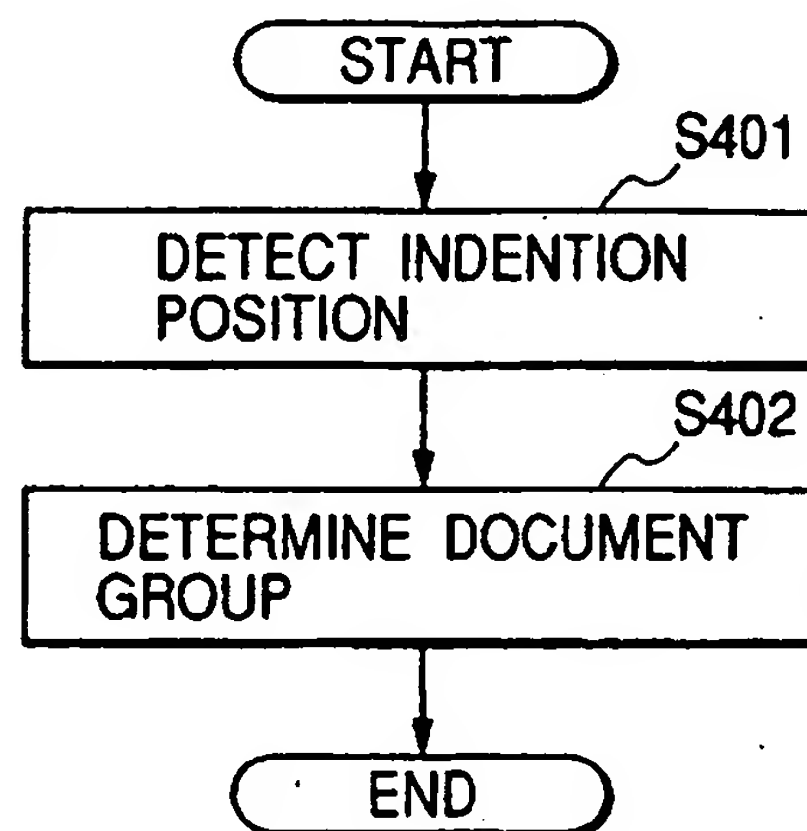 START
S401
DETECT INDENTION
POSITION
S402
DETERMINE DOCUMENT
GROUP
END